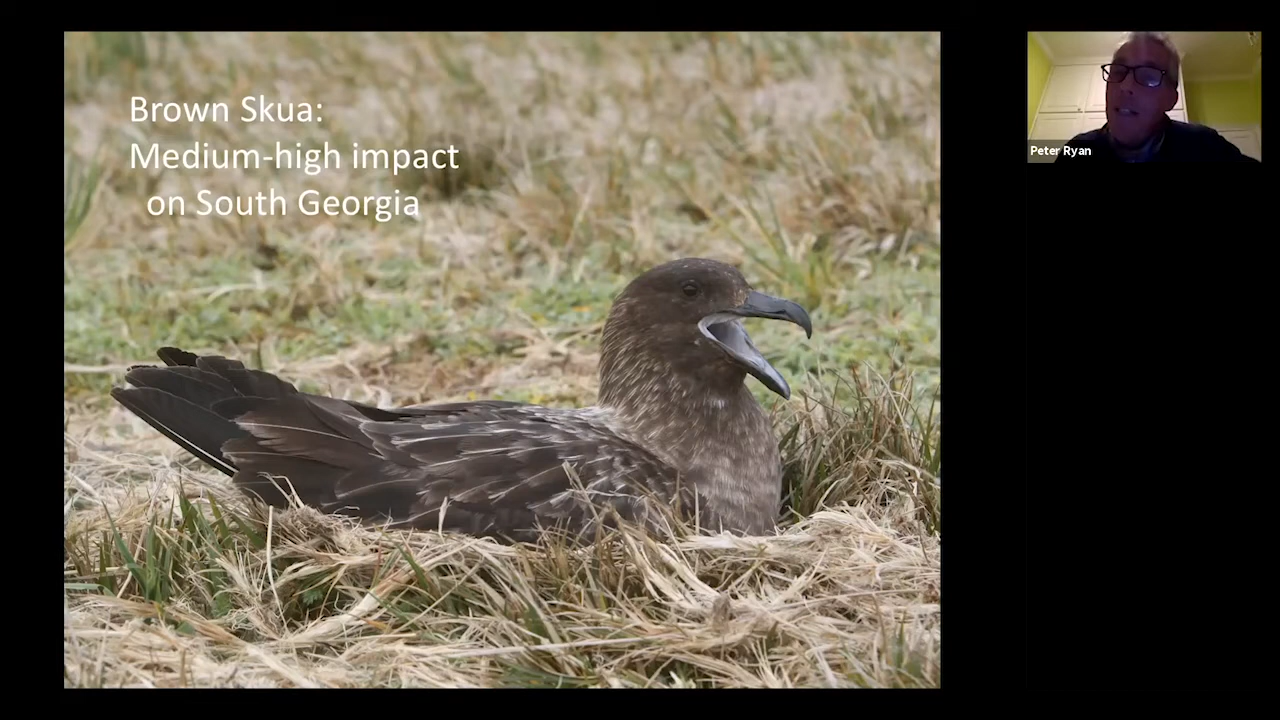 Brown Skua:
Medium-high impact
on South Georgia
Peter Ryan